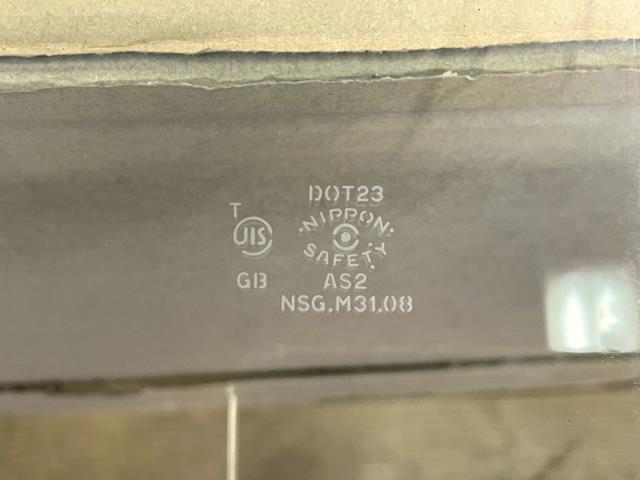 DOT23
T
NIPPON
JIS
SAFETY
GB
AS2
NSG.M31.08